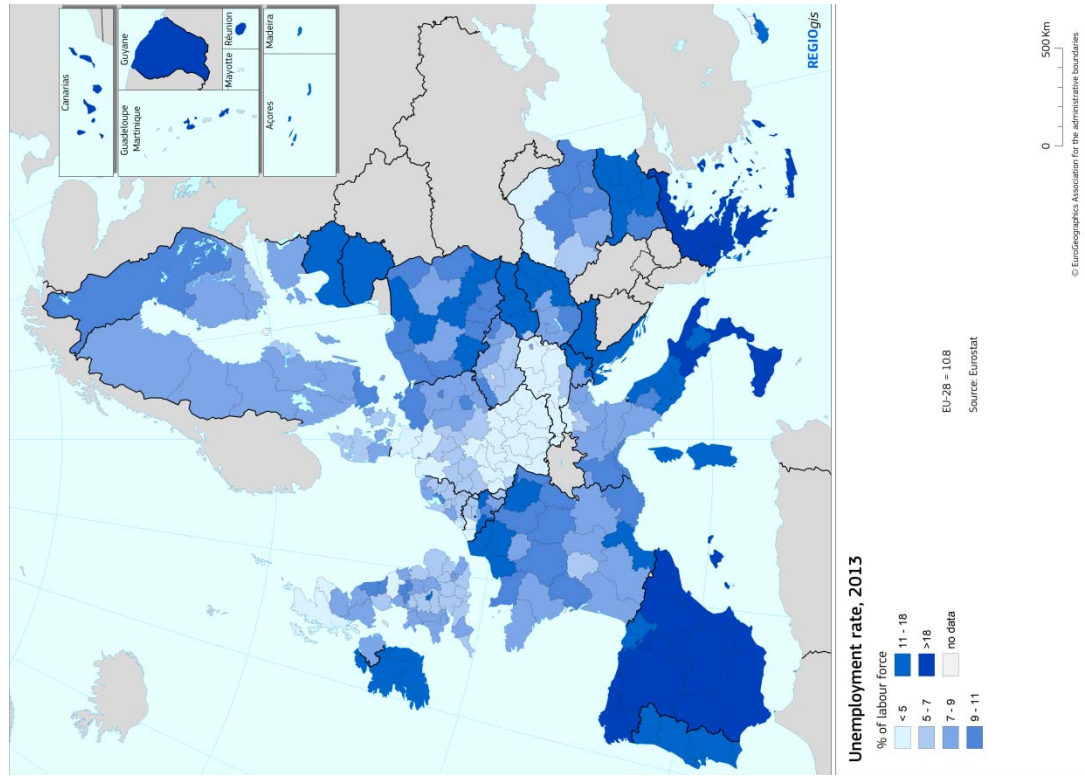 Canarias
Guadeloupe
Martinique
Guyane
Mayotte
Réunion
Açores
Madeira
REGIOgis
Unemployment rate, 2013
% of labour force
< 5
5 - 7
7 - 9
9 - 11
11 - 18
>18
no data
EU-28 = 10.8
Source: Eurostat
0
500 Km
© EuroGeographics Association for the administrative boundaries